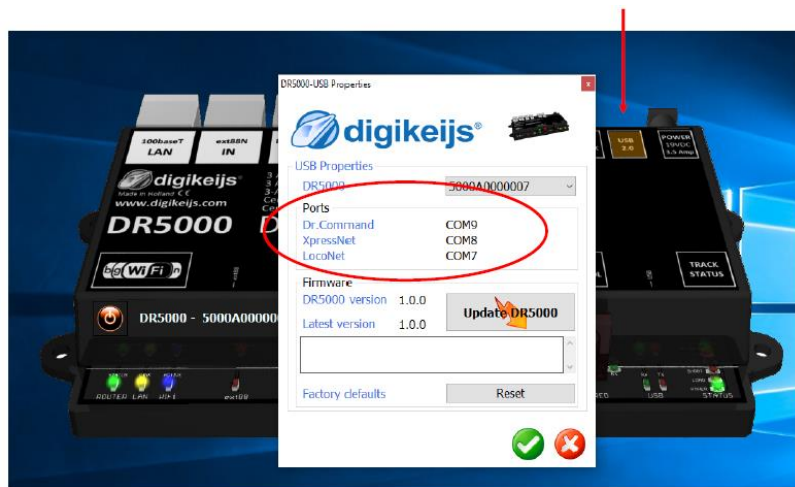 DR5000-USB Properties
x
digikeijs®
USB Properties
DR5000
5000A0000007
Ports
Dr.Command COM9
XpressNet COM8
LocoNet COM7
Firmware
DR5000 version 1.0.0
Latest version 1.0.0
Update DR5000
Factory defaults
Reset
100baseT
LAN
ext88N
IN
digikeijs
Made in Holland CE
www.digikeijs.com
DR5000
D
bg WiFi n
DR5000 - 5000A00000
ROUTER LAN WIFI
ext88
USB
2.0
POWER
19VDC
3.5 Amp
TRACK
STATUS
USB
STATUS